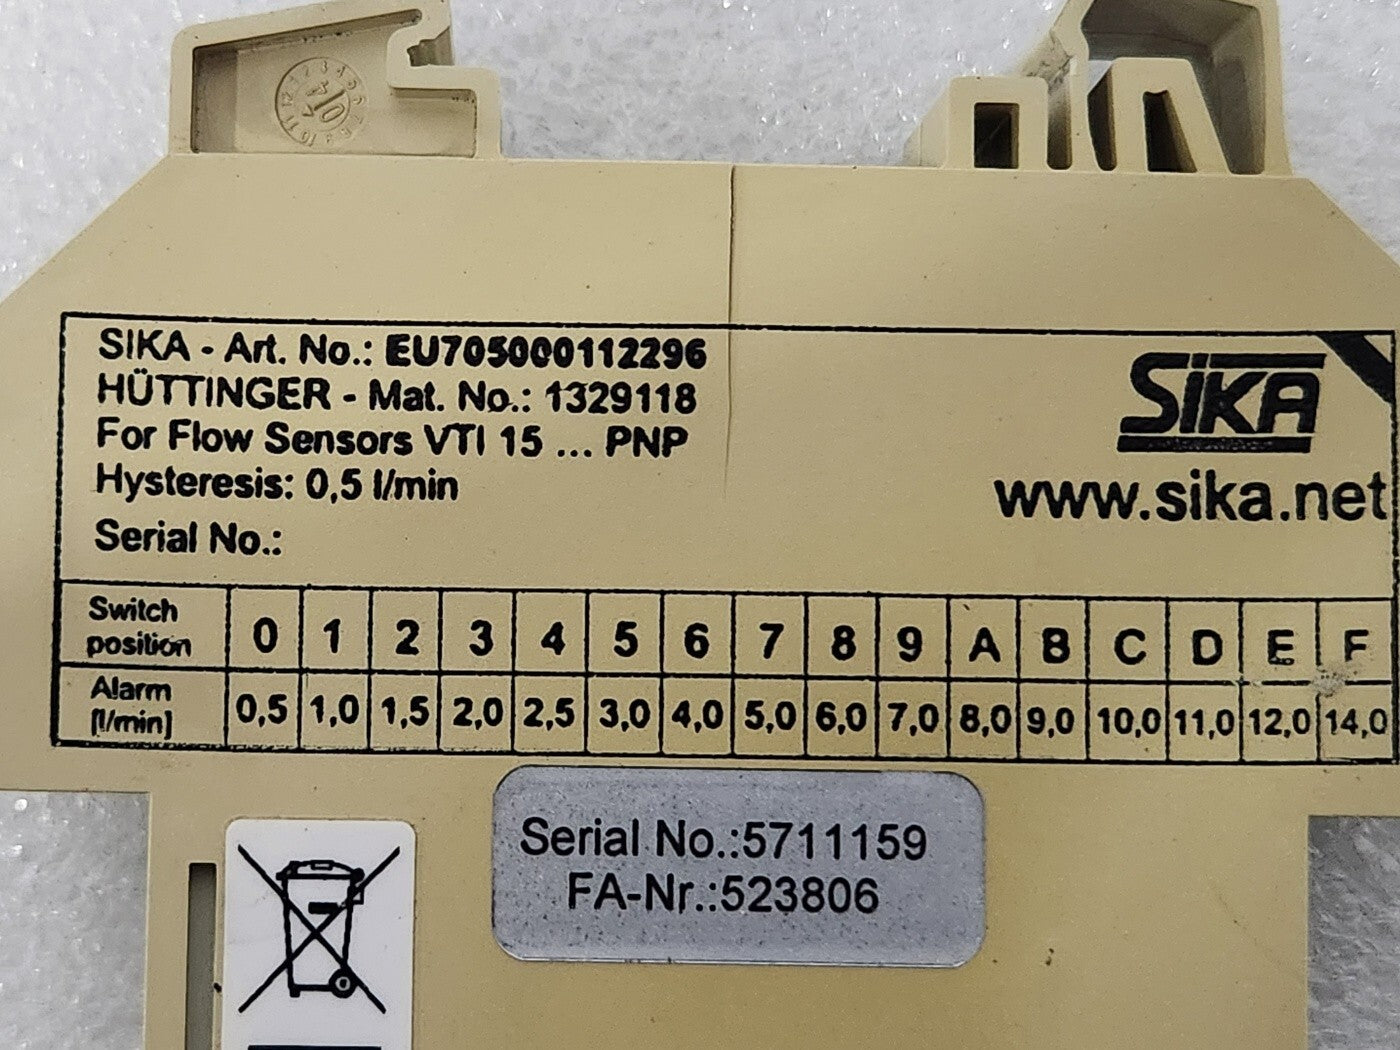 SIKA - Art. No.: EU705000112296
HÜTTINGER - Mat. No.: 1329118
For Flow Sensors VTI 15 ... PNP
Hysteresis: 0,5 l/min
Serial No.:
SIKA
www.sika.net
Switch position 0 1 2 3 4 5 6 7 8 9 A B C D E F
Alarm [l/min] 0,5 1,0 1,5 2,0 2,5 3,0 4,0 5,0 6,0 7,0 8,0 9,0 10,0 11,0 12,0 14,0
Serial No.:5711159
FA-Nr.:523806